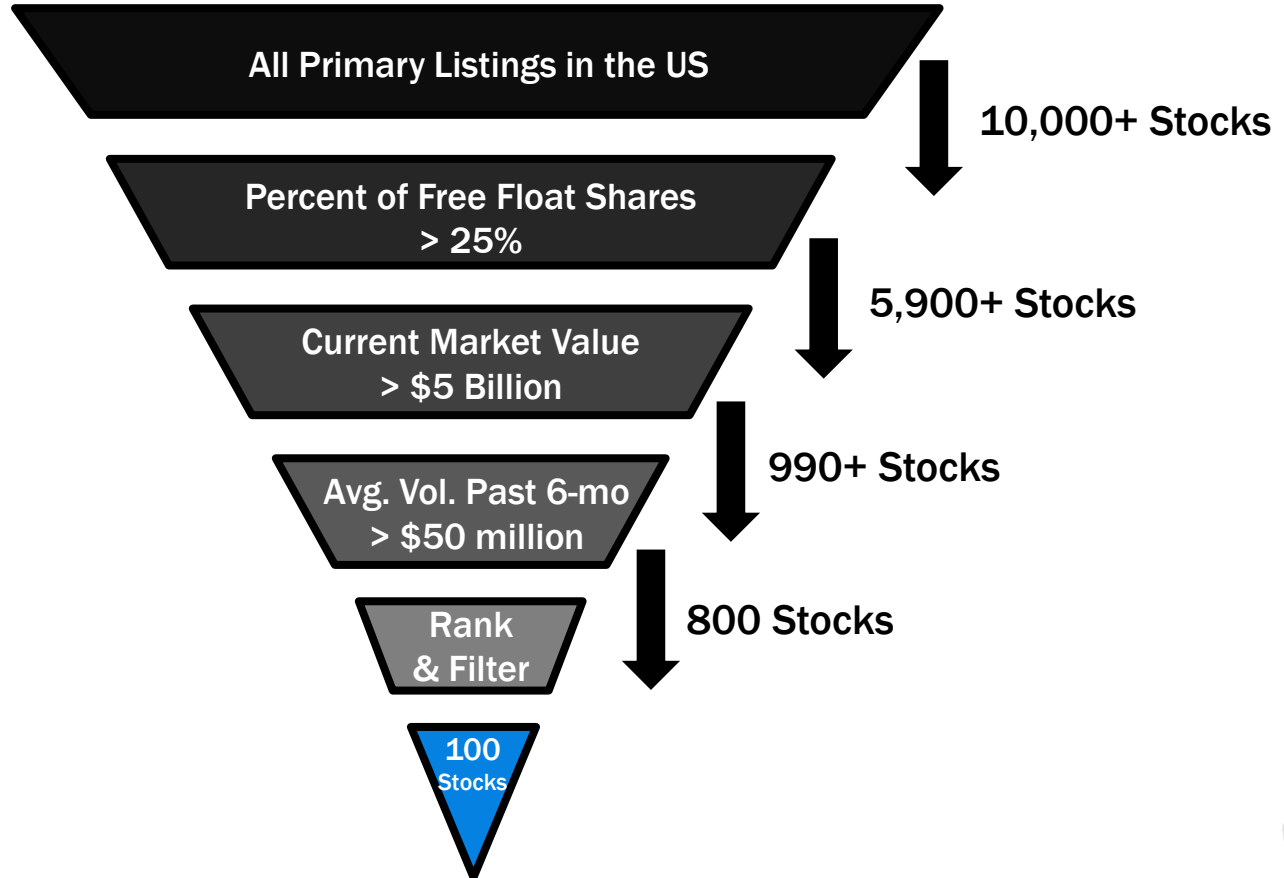 All Primary Listings in the US
10,000+ Stocks
Percent of Free Float Shares
> 25%
5,900+ Stocks
Current Market Value
> $5 Billion
990+ Stocks
Avg. Vol. Past 6-mo
> $50 million
800 Stocks
Rank
& Filter
100
Stocks